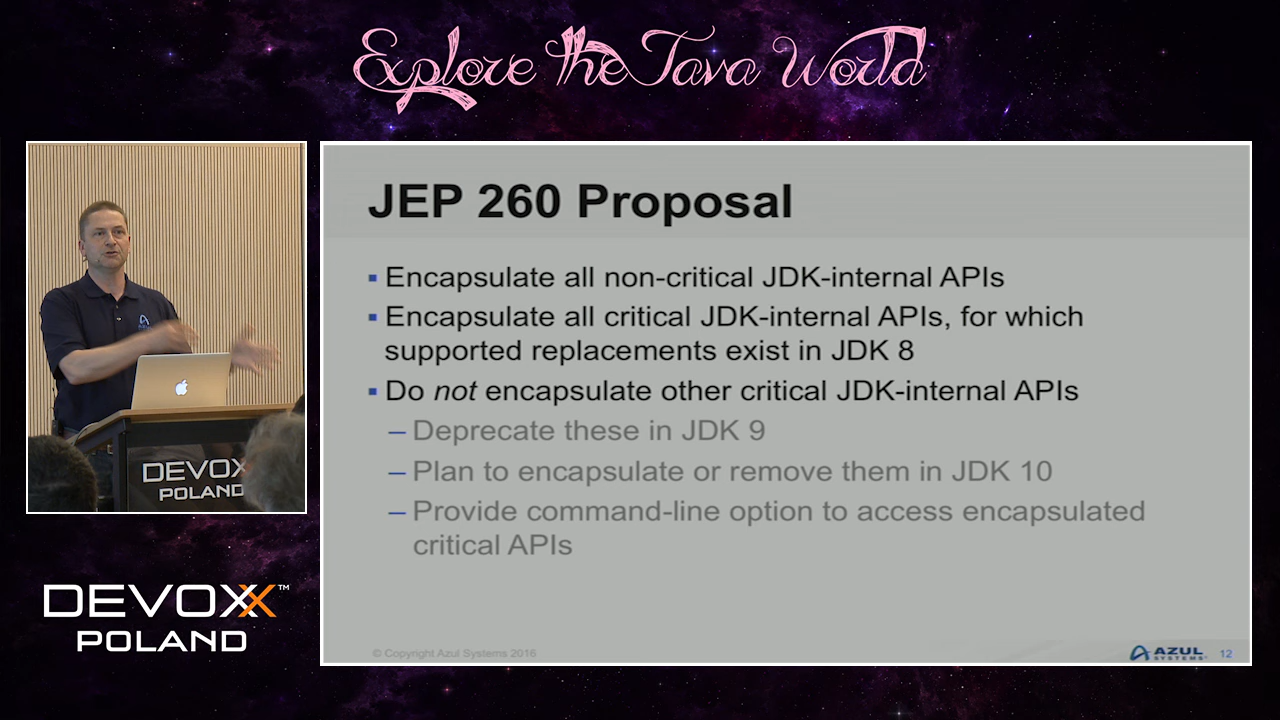 Explore the Java World
JEP 260 Proposal
▪ Encapsulate all non-critical JDK-internal APIs
▪ Encapsulate all critical JDK-internal APIs, for which
supported replacements exist in JDK 8
▪ Do not encapsulate other critical JDK-internal APIs
– Deprecate these in JDK 9
– Plan to encapsulate or remove them in JDK 10
– Provide command-line option to access encapsulated
critical APIs
© Copyright Azul Systems 2016
AZUL
SYSTEMS
12
DEVOX
POLAND
DEVOXX™
POLAND